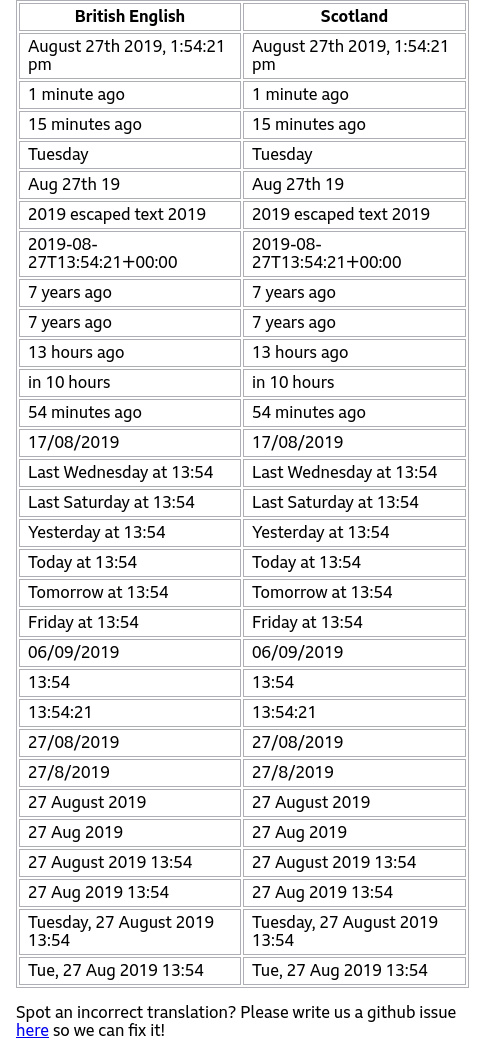 British English Scotland
August 27th 2019, 1:54:21 August 27th 2019, 1:54:21
pm pm
1 minute ago 1 minute ago
15 minutes ago 15 minutes ago
Tuesday Tuesday
Aug 27th 19 Aug 27th 19
2019 escaped text 2019 2019 escaped text 2019
2019-08- 2019-08-
27T13:54:21+00:00 27T13:54:21+00:00
7 years ago 7 years ago
7 years ago 7 years ago
13 hours ago 13 hours ago
in 10 hours in 10 hours
54 minutes ago 54 minutes ago
17/08/2019 17/08/2019
Last Wednesday at 13:54 Last Wednesday at 13:54
Last Saturday at 13:54 Last Saturday at 13:54
Yesterday at 13:54 Yesterday at 13:54
Today at 13:54 Today at 13:54
Tomorrow at 13:54 Tomorrow at 13:54
Friday at 13:54 Friday at 13:54
06/09/2019 06/09/2019
13:54 13:54
13:54:21 13:54:21
27/08/2019 27/08/2019
27/8/2019 27/8/2019
27 August 2019 27 August 2019
27 Aug 2019 27 Aug 2019
27 August 2019 13:54 27 August 2019 13:54
27 Aug 2019 13:54 27 Aug 2019 13:54
Tuesday, 27 August 2019 Tuesday, 27 August 2019
13:54 13:54
Tue, 27 Aug 2019 13:54 Tue, 27 Aug 2019 13:54
Spot an incorrect translation? Please write us a github issue
here so we can fix it!